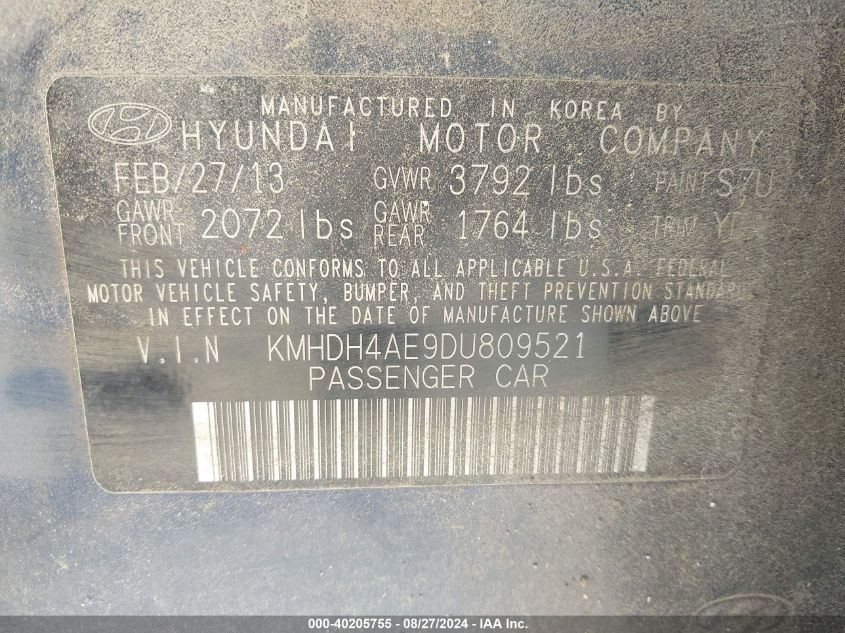 MANUFACTURED IN KOREA BY
HYUNDAI MOTOR COMPANY
FEB/27/13 GVWR 3792 lbs PAINT S7U
GAWR FRONT 2072 lbs GAWR REAR 1764 lbs TRIM
THIS VEHICLE CONFORMS TO ALL APPLICABLE U.S.A. FEDERAL
MOTOR VEHICLE SAFETY, BUMPER, AND THEFT PREVENTION STANDAR
IN EFFECT ON THE DATE OF MANUFACTURE SHOWN ABOVE
V.I.N KMHDH4AE9DU809521
PASSENGER CAR
000-40205755 - 08/27/2024 - IAA Inc.